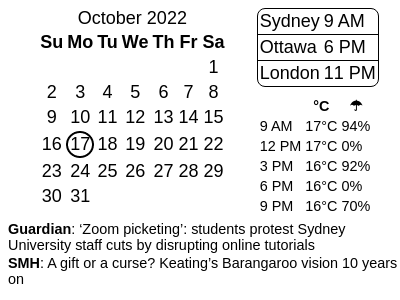 October 2022
Su Mo Tu We Th Fr Sa
1
2 3 4 5 6 7 8
9 10 11 12 13 14 15
16 17 18 19 20 21 22
23 24 25 26 27 28 29
30 31
Sydney 9 AM
Ottawa 6 PM
London 11 PM
°C ☂
9 AM 17°C 94%
12 PM 17°C 0%
3 PM 16°C 92%
6 PM 16°C 0%
9 PM 16°C 70%
Guardian: ‘Zoom picketing’: students protest Sydney
University staff cuts by disrupting online tutorials
SMH: A gift or a curse? Keating’s Barangaroo vision 10 years
on